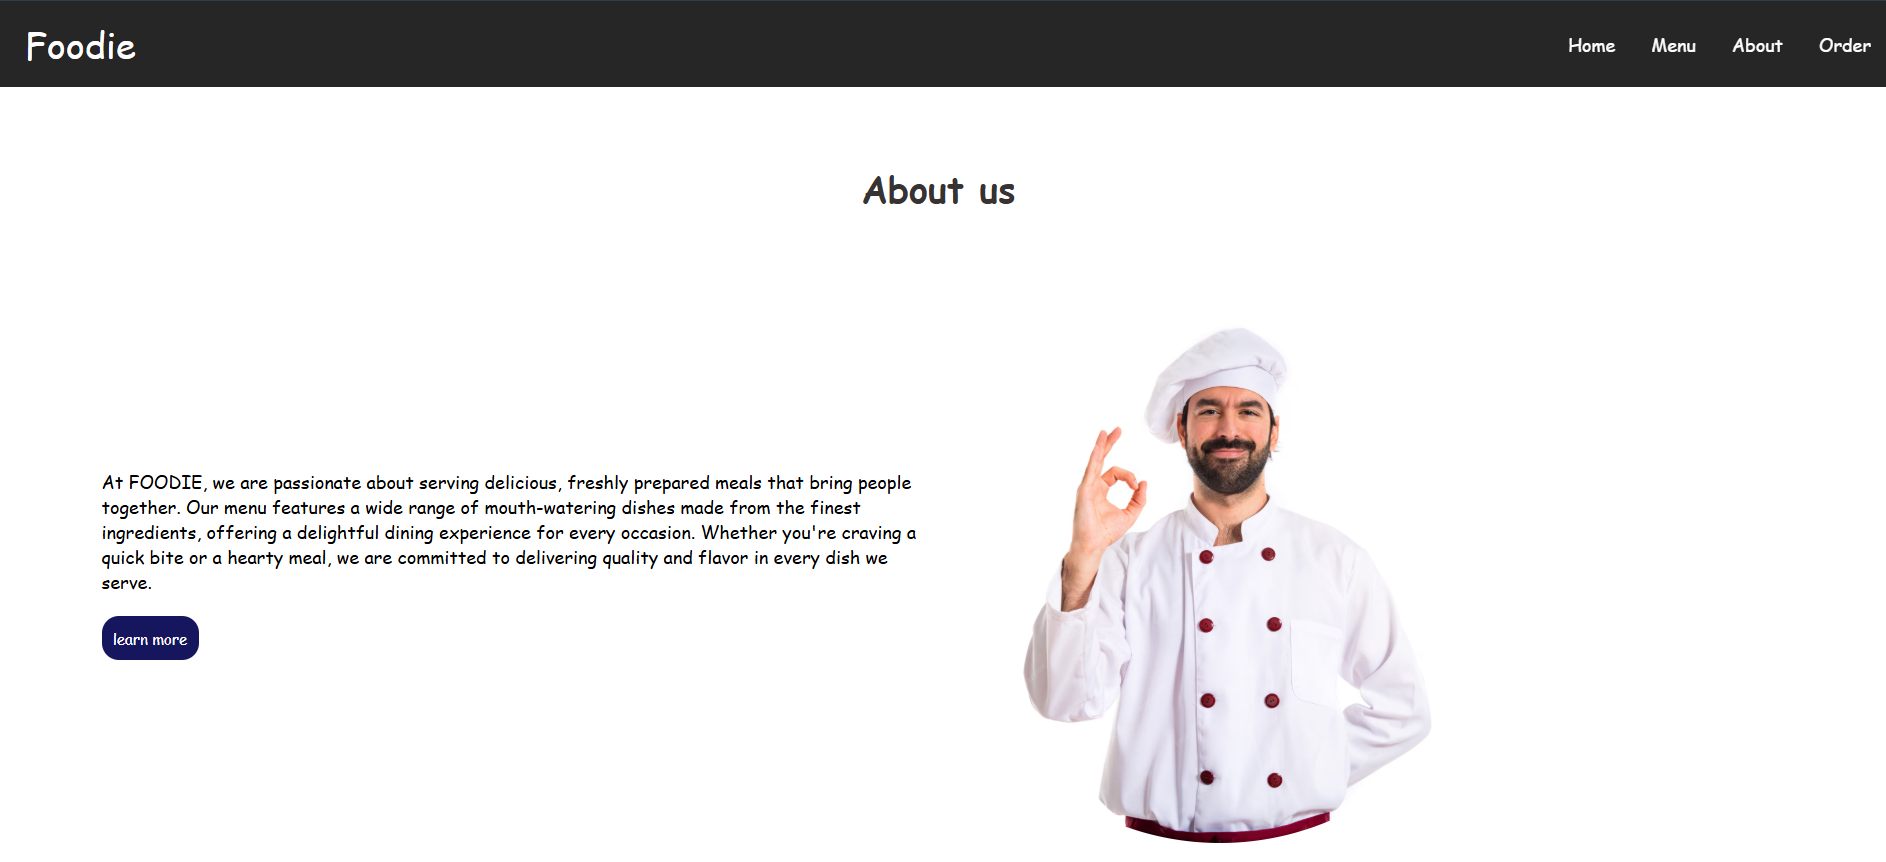 Foodie
Home Menu About Order
About us
At FOODIE, we are passionate about serving delicious, freshly prepared meals that bring people
together. Our menu features a wide range of mouth-watering dishes made from the finest
ingredients, offering a delightful dining experience for every occasion. Whether you're craving a
quick bite or a hearty meal, we are committed to delivering quality and flavor in every dish we
serve.
learn more